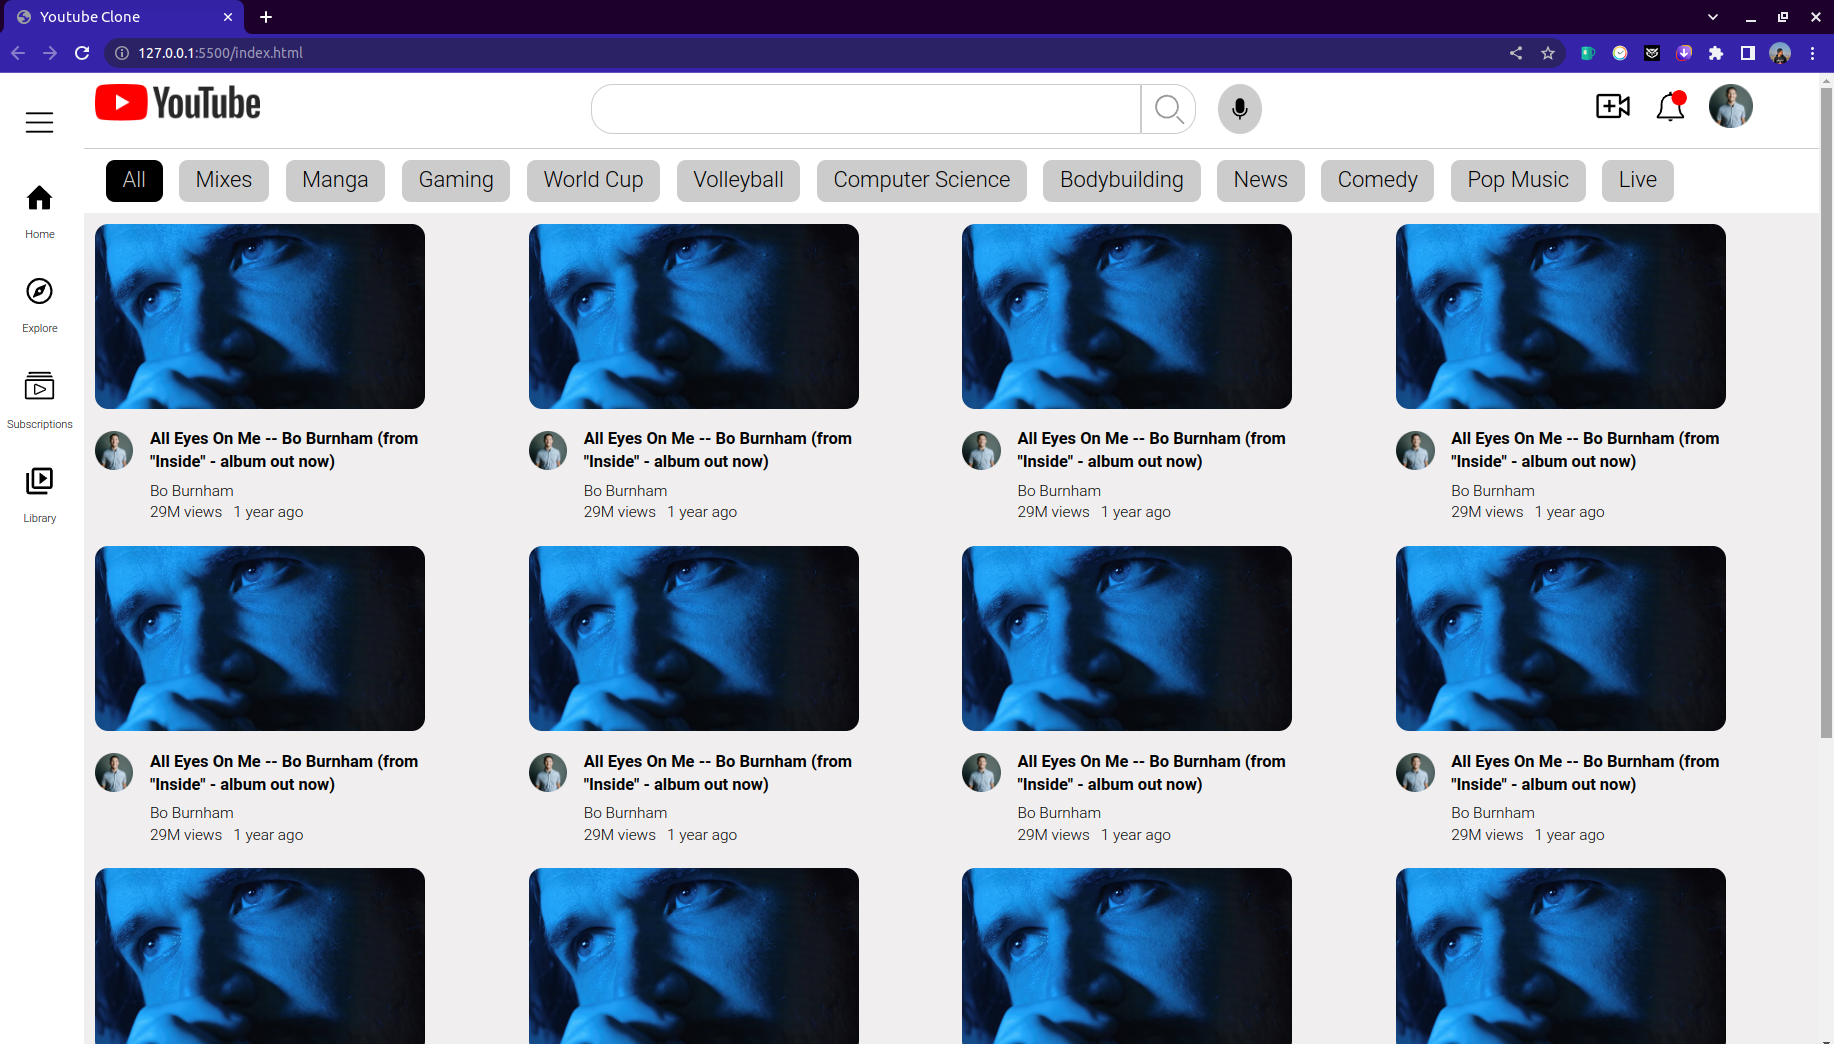 Youtube Clone
127.0.0.1:5500/index.html
YouTube
All Mixes Manga Gaming World Cup Volleyball Computer Science Bodybuilding News Comedy Pop Music Live
Home
Explore
Subscriptions
Library
All Eyes On Me -- Bo Burnham (from
"Inside" - album out now)
Bo Burnham
29M views 1 year ago
All Eyes On Me -- Bo Burnham (from
"Inside" - album out now)
Bo Burnham
29M views 1 year ago
All Eyes On Me -- Bo Burnham (from
"Inside" - album out now)
Bo Burnham
29M views 1 year ago
All Eyes On Me -- Bo Burnham (from
"Inside" - album out now)
Bo Burnham
29M views 1 year ago
All Eyes On Me -- Bo Burnham (from
"Inside" - album out now)
Bo Burnham
29M views 1 year ago
All Eyes On Me -- Bo Burnham (from
"Inside" - album out now)
Bo Burnham
29M views 1 year ago
All Eyes On Me -- Bo Burnham (from
"Inside" - album out now)
Bo Burnham
29M views 1 year ago
All Eyes On Me -- Bo Burnham (from
"Inside" - album out now)
Bo Burnham
29M views 1 year ago